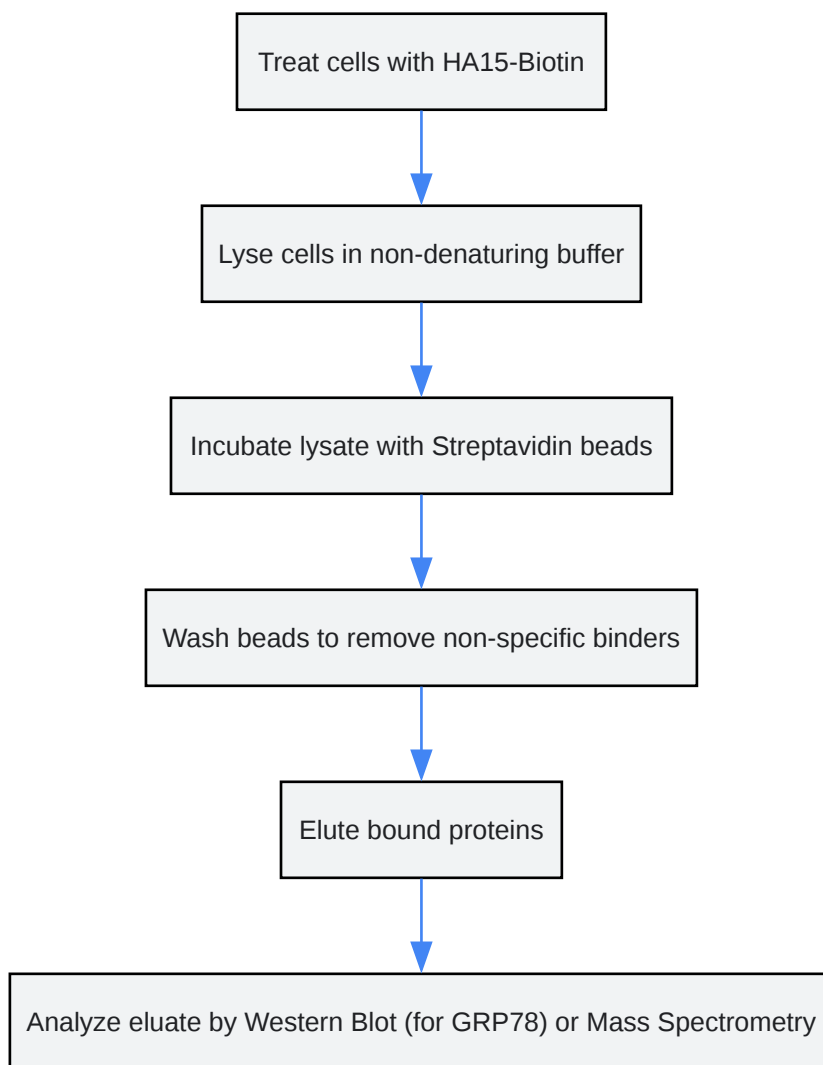 Treat cells with HA15-Biotin
Lyse cells in non-denaturing buffer
Incubate lysate with Streptavidin beads
Wash beads to remove non-specific binders
Elute bound proteins
Analyze eluate by Western Blot (for GRP78) or Mass Spectrometry